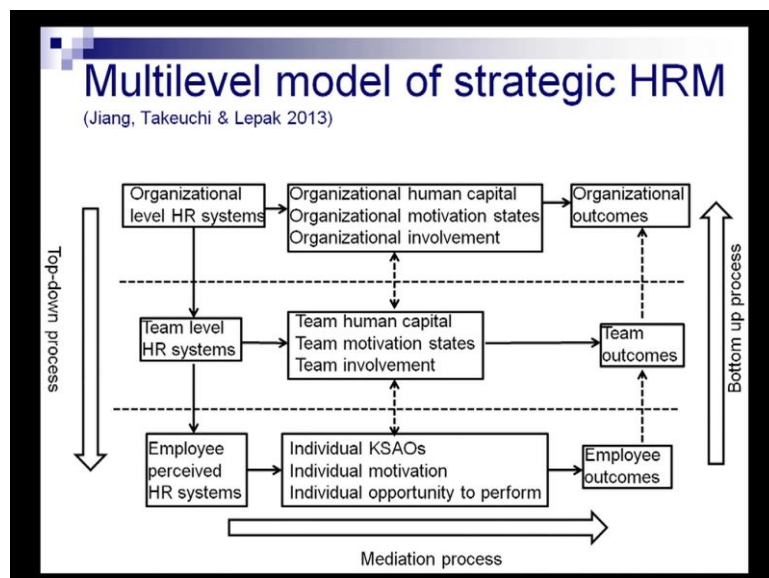 Multilevel model of strategic HRM
(Jiang, Takeuchi & Lepak 2013)
Organizational
level HR systems
Organizational human capital
Organizational motivation states
Organizational involvement
Organizational
outcomes
Top-down process
Bottom up process
Team level
HR systems
Team human capital
Team motivation states
Team involvement
Team
outcomes
Employee
perceived
HR systems
Individual KSAOs
Individual motivation
Individual opportunity to perform
Employee
outcomes
Mediation process